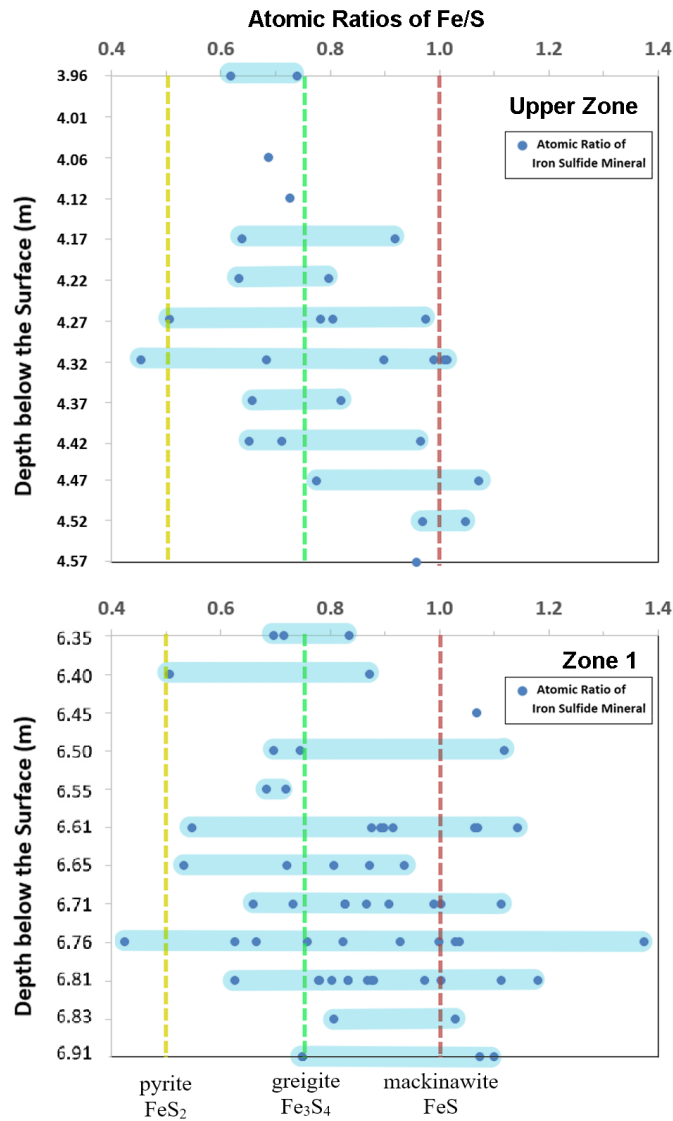 Atomic Ratios of Fe/S
0.4 0.6 0.8 1.0 1.2 1.4
Upper Zone
Atomic Ratio of
Iron Sulfide Mineral
Depth below the Surface (m)
3.96
4.01
4.06
4.12
4.17
4.22
4.27
4.32
4.37
4.42
4.47
4.52
4.57
0.4 0.6 0.8 1.0 1.2 1.4
Zone 1
Atomic Ratio of
Iron Sulfide Mineral
Depth below the Surface (m)
6.35
6.40
6.45
6.50
6.55
6.61
6.65
6.71
6.76
6.81
6.83
6.91
pyrite greigite mackinawite
FeS₂ Fe₃S₄ FeS